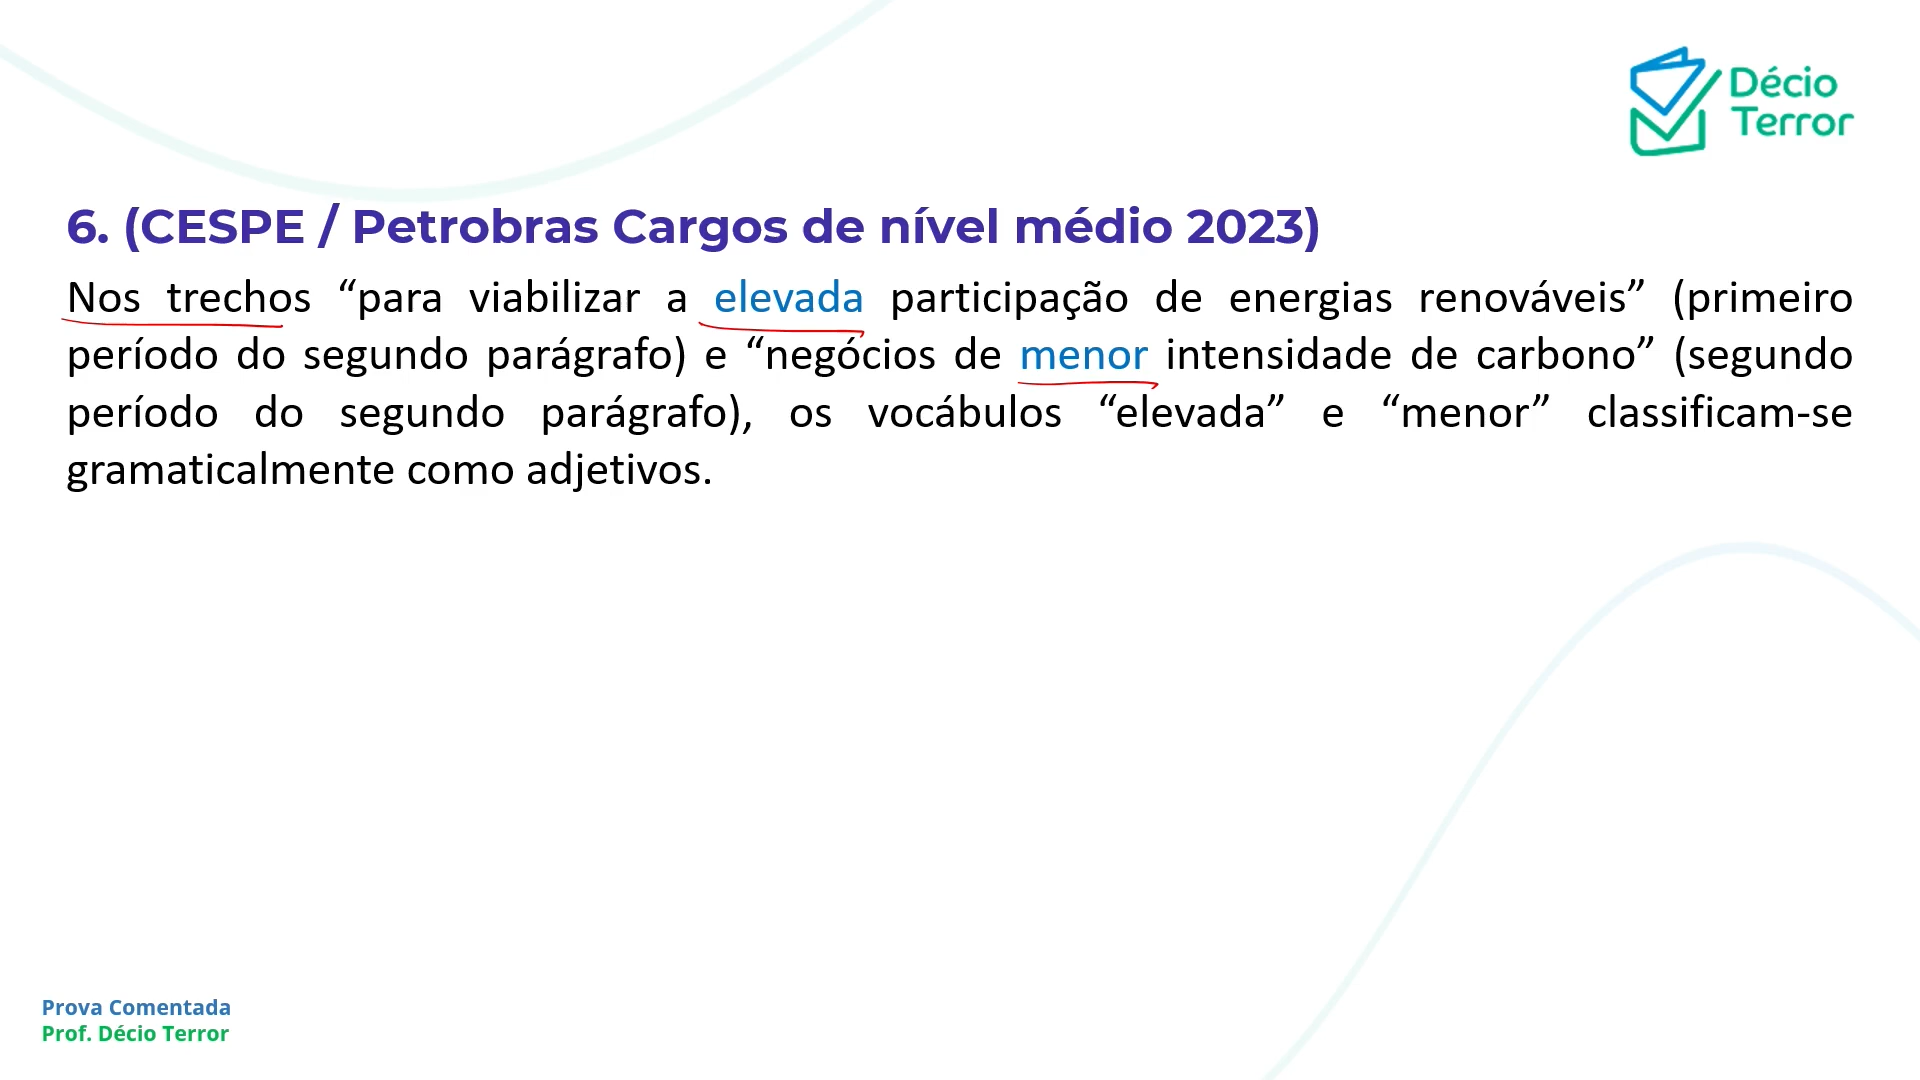 Décio
Terror
6. (CESPE / Petrobras Cargos de nível médio 2023)
Nos trechos “para viabilizar a elevada participação de energias renováveis” (primeiro
período do segundo parágrafo) e “negócios de menor intensidade de carbono” (segundo
período do segundo parágrafo), os vocábulos “elevada” e “menor” classificam-se
gramaticalmente como adjetivos.
Prova Comentada
Prof. Décio Terror